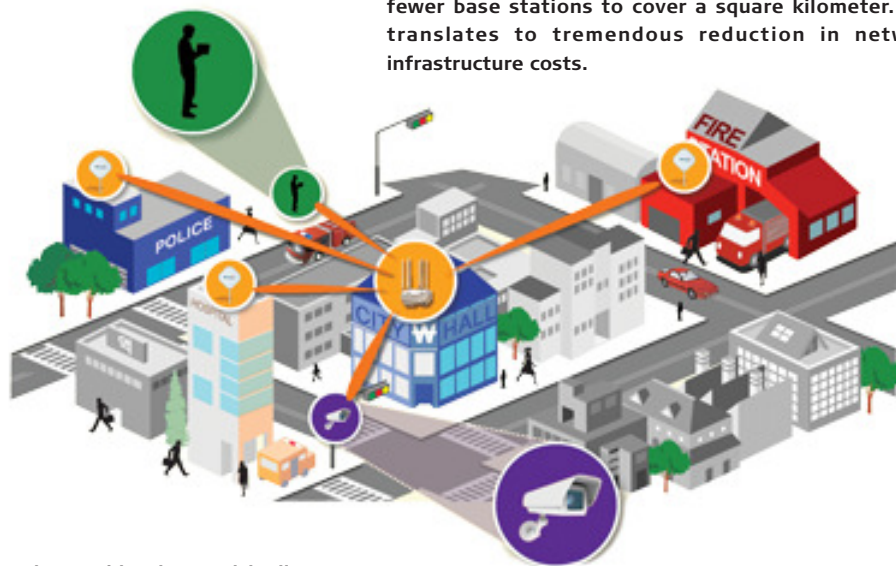 fewer base stations to cover a square kilometer.
translates to tremendous reduction in
infrastructure costs.
FIRE
STATION
POLICE
HOSPITAL
CITY W HALL